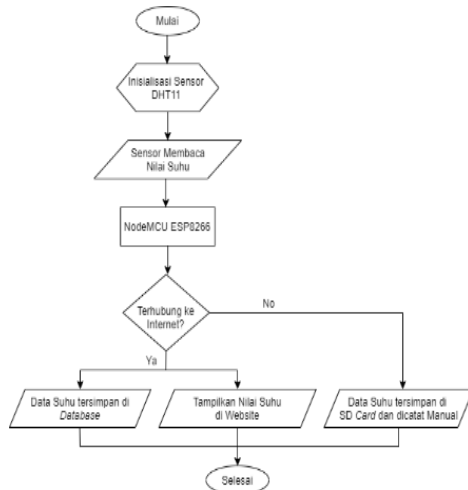 Mulai
Inisialisasi Sensor
DHT11
Sensor Membaca
Nilai Suhu
NodeMCU ESP8266
Terhubung ke
Internet?
No
Ya
Data Suhu tersimpan di
Database
Tampilkan Nilai Suhu
di Website
Data Suhu tersimpan di
SD Card dan dicatat Manual
Selesai